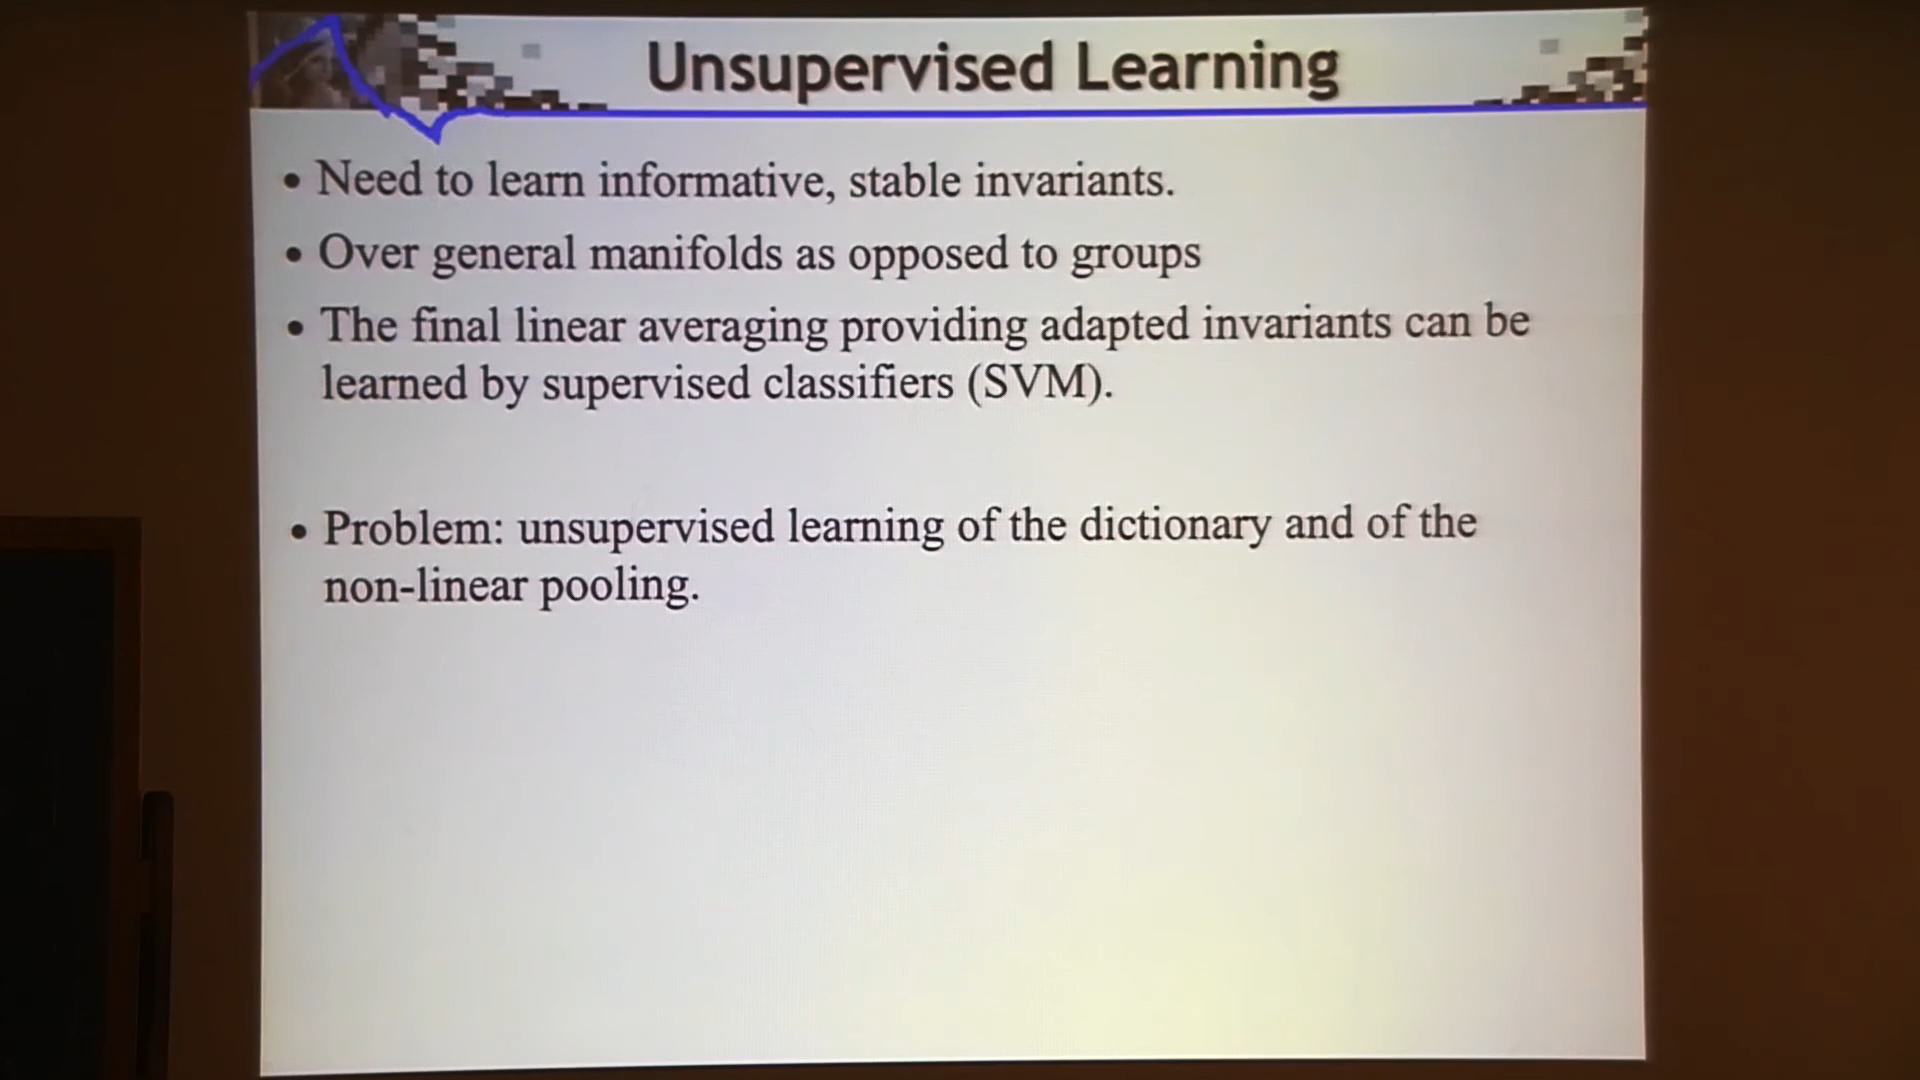 Unsupervised Learning
• Need to learn informative, stable invariants.
• Over general manifolds as opposed to groups
• The final linear averaging providing adapted invariants can be
learned by supervised classifiers (SVM).
• Problem: unsupervised learning of the dictionary and of the
non-linear pooling.